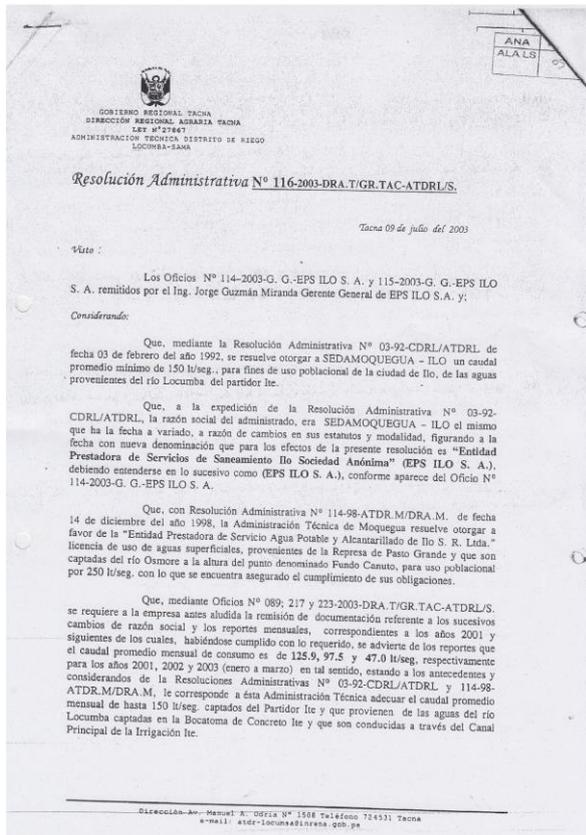 ANA
ALA LS
GOBIERNO REGIONAL TACNA
DIRECCIÓN REGIONAL AGRARIA TACNA
LEY N°27867
ADMINISTRACION TECNICA DISTRITO DE RIEGO
LOCUMBA-SAMA
Resolución Administrativa Nº 116-2003-DRA.T/GR.TAC-ATDRL/S.
Tacna 09 de julio del 2003
Visto :
Los Oficios Nº 114-2003-G. G.-EPS ILO S. A. y 115-2003-G. G.-EPS ILO
S. A. remitidos por el Ing. Jorge Guzmán Miranda Gerente General de EPS ILO S.A. y;
Considerando:
Que, mediante la Resolución Administrativa Nº 03-92-CDRL/ATDRL de
fecha 03 de febrero del año 1992, se resuelve otorgar a SEDAMOQUEGUA – ILO un caudal
promedio mínimo de 150 lt/seg., para fines de uso poblacional de la ciudad de Ilo, de las aguas
provenientes del río Locumba del partidor Ite.
Que, a la expedición de la Resolución Administrativa Nº 03-92-
CDRL/ATDRL, la razón social del administrado, era SEDAMOQUEGUA – ILO el mismo
que ha la fecha a variado, a razón de cambios en sus estatutos y modalidad, figurando a la
fecha con nueva denominación que para los efectos de la presente resolución es “Entidad
Prestadora de Servicios de Saneamiento Ilo Sociedad Anónima” (EPS ILO S. A.),
debiendo entenderse en lo sucesivo como (EPS ILO S. A.), conforme aparece del Oficio Nº
114-2003-G. G.-EPS ILO S. A.
Que, con Resolución Administrativa Nº 114-98-ATDR.M/DRA.M. de fecha
14 de diciembre del año 1998, la Administración Técnica de Moquegua resuelve otorgar a
favor de la “Entidad Prestadora de Servicio Agua Potable y Alcantarillado de Ilo S. R. Ltda.”
licencia de uso de aguas superficiales, provenientes de la Represa de Pasto Grande y que son
captadas del río Osmore a la altura del punto denominado Fundo Canuto, para uso poblacional
por 250 lt/seg. con lo que se encuentra asegurado el cumplimiento de sus obligaciones.
Que, mediante Oficios Nº 089; 217 y 223-2003-DRA.T/GR.TAC-ATDRL/S.
se requiere a la empresa antes aludida la remisión de documentación referente a los sucesivos
cambios de razón social y los reportes mensuales, correspondientes a los años 2001 y
siguientes de los cuales, habiéndose cumplido con lo requerido, se advierte de los reportes que
el caudal promedio mensual de consumo es de 125.9, 97.5 y 47.0 lt/seg, respectivamente
para los años 2001, 2002 y 2003 (enero a marzo) en tal sentido, estando a los antecedentes y
considerandos de la Resoluciones Administrativas Nº 03-92-CDRL/ATDRL y 114-98-
ATDR.M/DRA.M, le corresponde a ésta Administración Técnica adecuar el caudal promedio
mensual de hasta 150 lt/seg. captados del Partidor Ite y que provienen de las aguas del río
Locumba captadas en la Bocatoma de Concreto Ite y que son conducidas a través del Canal
Principal de la Irrigación Ite.
Dirección Av. Manuel A. Odria Nº 1508 Teléfono 724531 Tacna
e-mail: atdr-locumsa@inrena.gob.pe